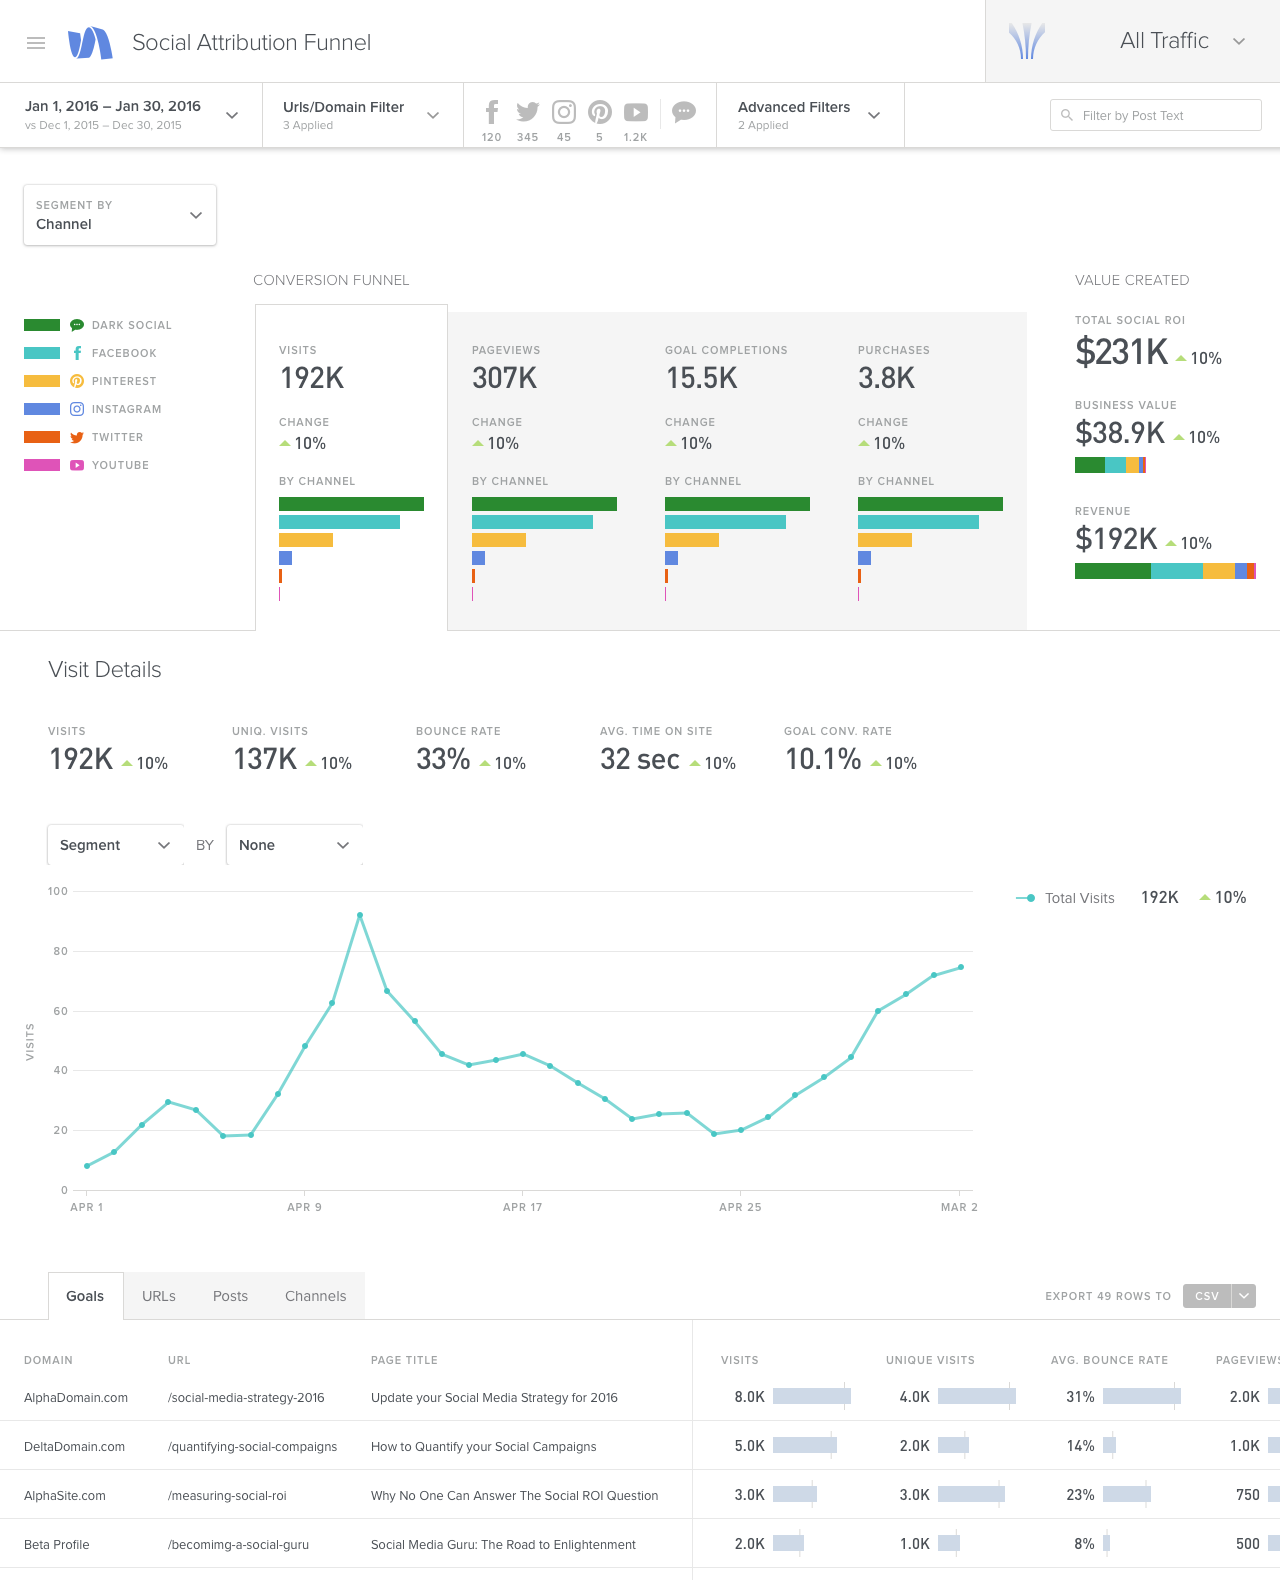 Social Attribution Funnel
All Traffic
Jan 1, 2016 – Jan 30, 2016
vs Dec 1, 2015 – Dec 30, 2015
Urls/Domain Filter
3 Applied
120 345 45 5 1.2K
Advanced Filters
2 Applied
Filter by Post Text
SEGMENT BY
Channel
CONVERSION FUNNEL
VALUE CREATED
DARK SOCIAL
FACEBOOK
PINTEREST
INSTAGRAM
TWITTER
YOUTUBE
VISITS
192K
CHANGE
10%
BY CHANNEL
PAGEVIEWS
307K
CHANGE
10%
BY CHANNEL
GOAL COMPLETIONS
15.5K
CHANGE
10%
BY CHANNEL
PURCHASES
3.8K
CHANGE
10%
BY CHANNEL
TOTAL SOCIAL ROI
$231K 10%
BUSINESS VALUE
$38.9K 10%
REVENUE
$192K 10%
Visit Details
VISITS
192K 10%
UNIQ. VISITS
137K 10%
BOUNCE RATE
33% 10%
AVG. TIME ON SITE
32 sec 10%
GOAL CONV. RATE
10.1% 10%
Segment BY None
100
80
60
40
20
0
VISITS
APR 1 APR 9 APR 17 APR 25 MAR 2
Total Visits 192K 10%
Goals URLs Posts Channels
EXPORT 49 ROWS TO CSV
DOMAIN URL PAGE TITLE VISITS UNIQUE VISITS AVG. BOUNCE RATE PAGEVIEWS
AlphaDomain.com /social-media-strategy-2016 Update your Social Media Strategy for 2016 8.0K 4.0K 31% 2.0K
DeltaDomain.com /quantifying-social-compaigns How to Quantify your Social Campaigns 5.0K 2.0K 14% 1.0K
AlphaSite.com /measuring-social-roi Why No One Can Answer The Social ROI Question 3.0K 3.0K 23% 750
Beta Profile /becomimg-a-social-guru Social Media Guru: The Road to Enlightenment 2.0K 1.0K 8% 500